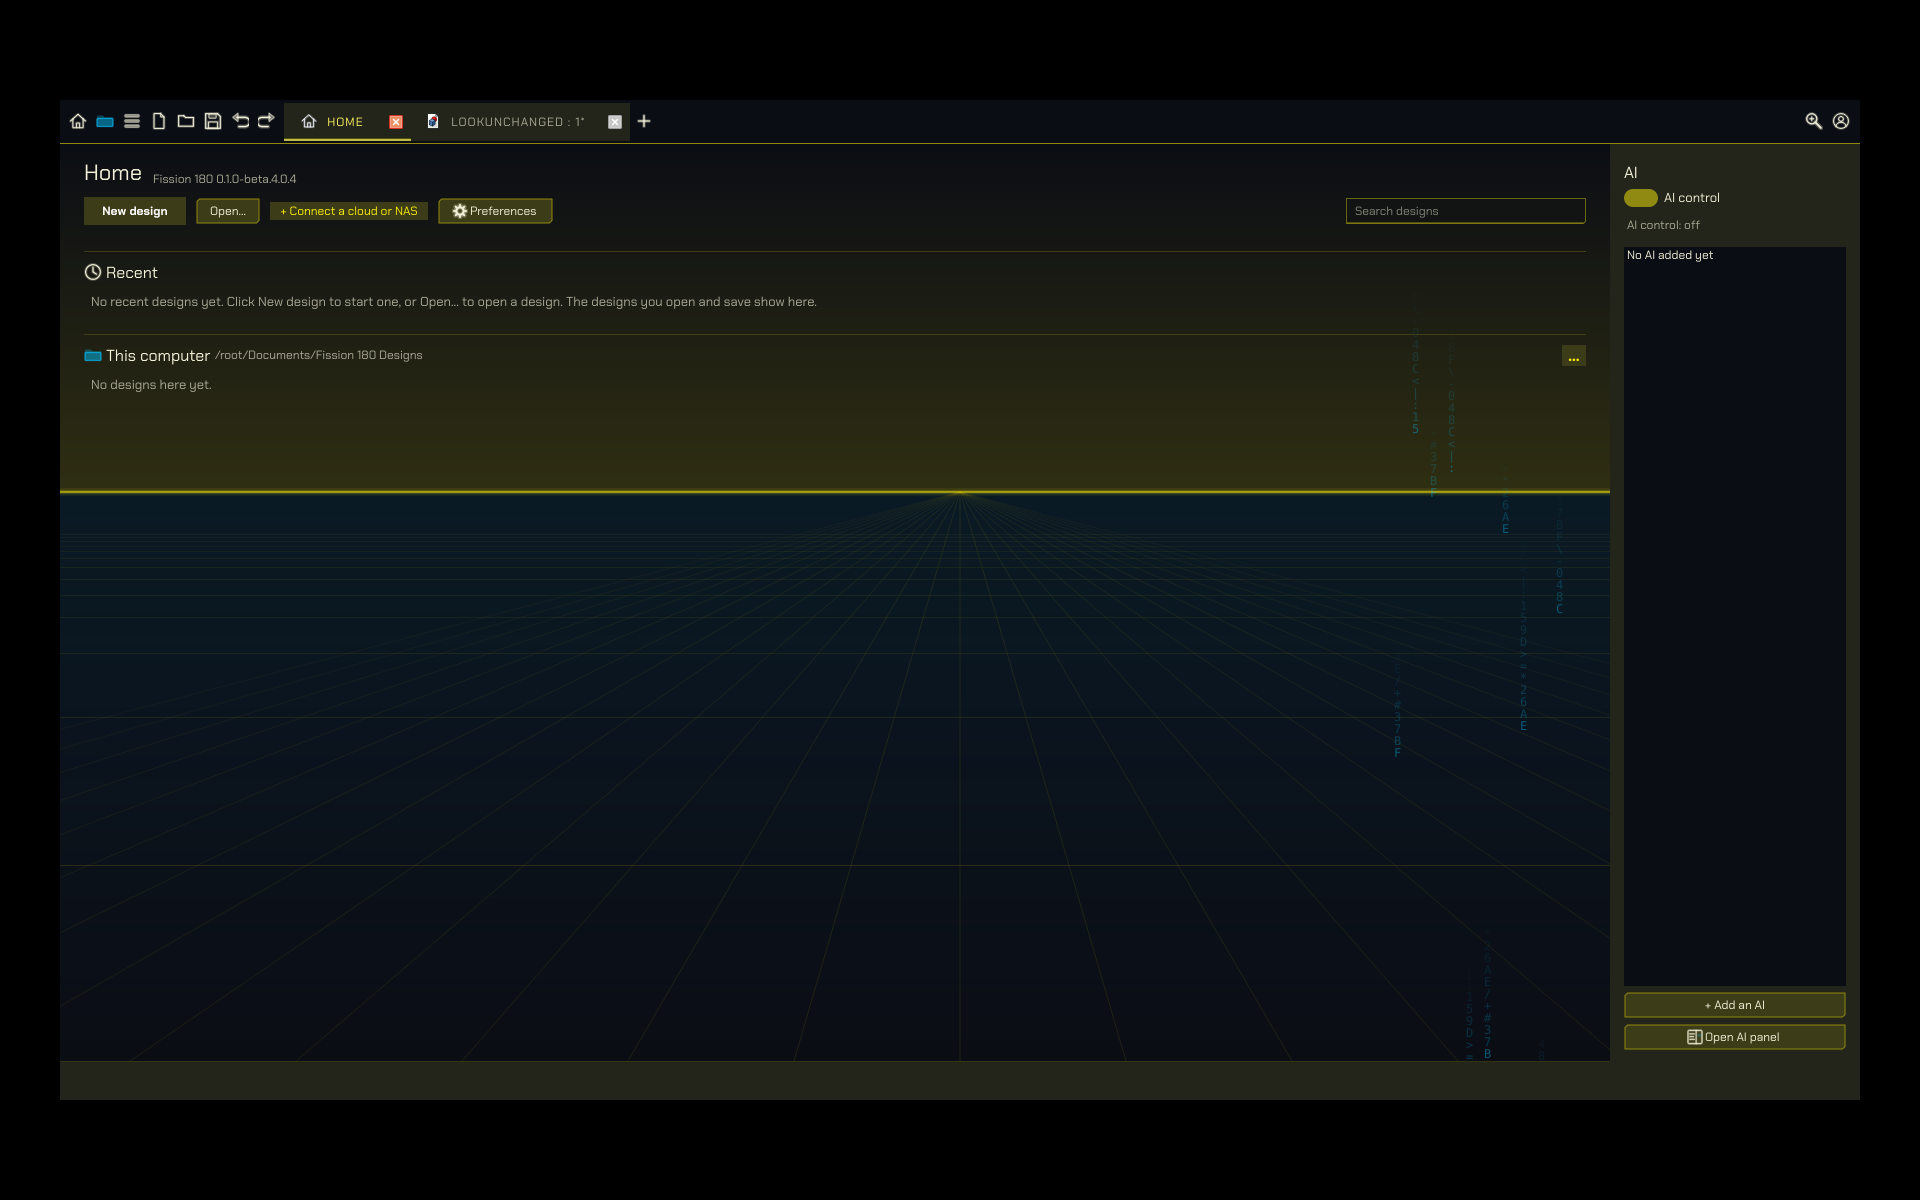 HOME
LOOKUNCHANGED : 1*
Home Fission 180 0.1.0-beta.4.0.4
New design Open... + Connect a cloud or NAS Preferences Search designs
Recent
No recent designs yet. Click New design to start one, or Open... to open a design. The designs you open and save show here.
This computer /root/Documents/Fission 180 Designs ...
No designs here yet.
AI
AI control
AI control: off
No AI added yet
+ Add an AI
Open AI panel